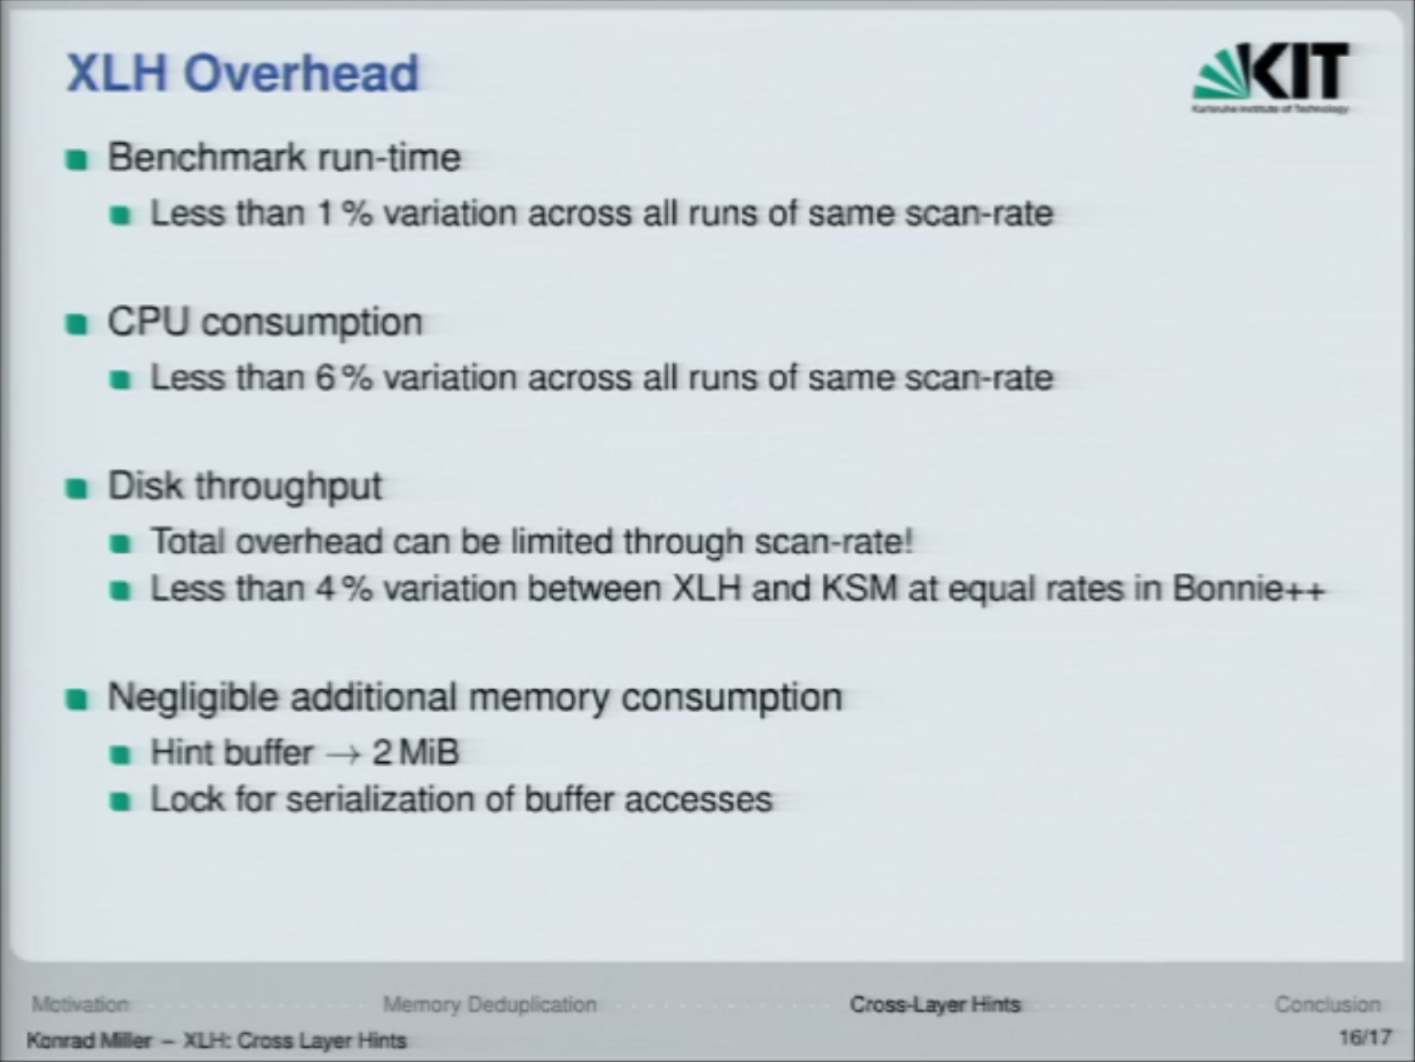 XLH Overhead
KIT
Karlsruhe Institute of Technology
Benchmark run-time
Less than 1 % variation across all runs of same scan-rate
CPU consumption
Less than 6 % variation across all runs of same scan-rate
Disk throughput
Total overhead can be limited through scan-rate!
Less than 4 % variation between XLH and KSM at equal rates in Bonnie++
Negligible additional memory consumption
Hint buffer → 2 MiB
Lock for serialization of buffer accesses
Motivation Memory Deduplication Cross-Layer Hints Conclusion
Konrad Miller – XLH: Cross Layer Hints 16/17